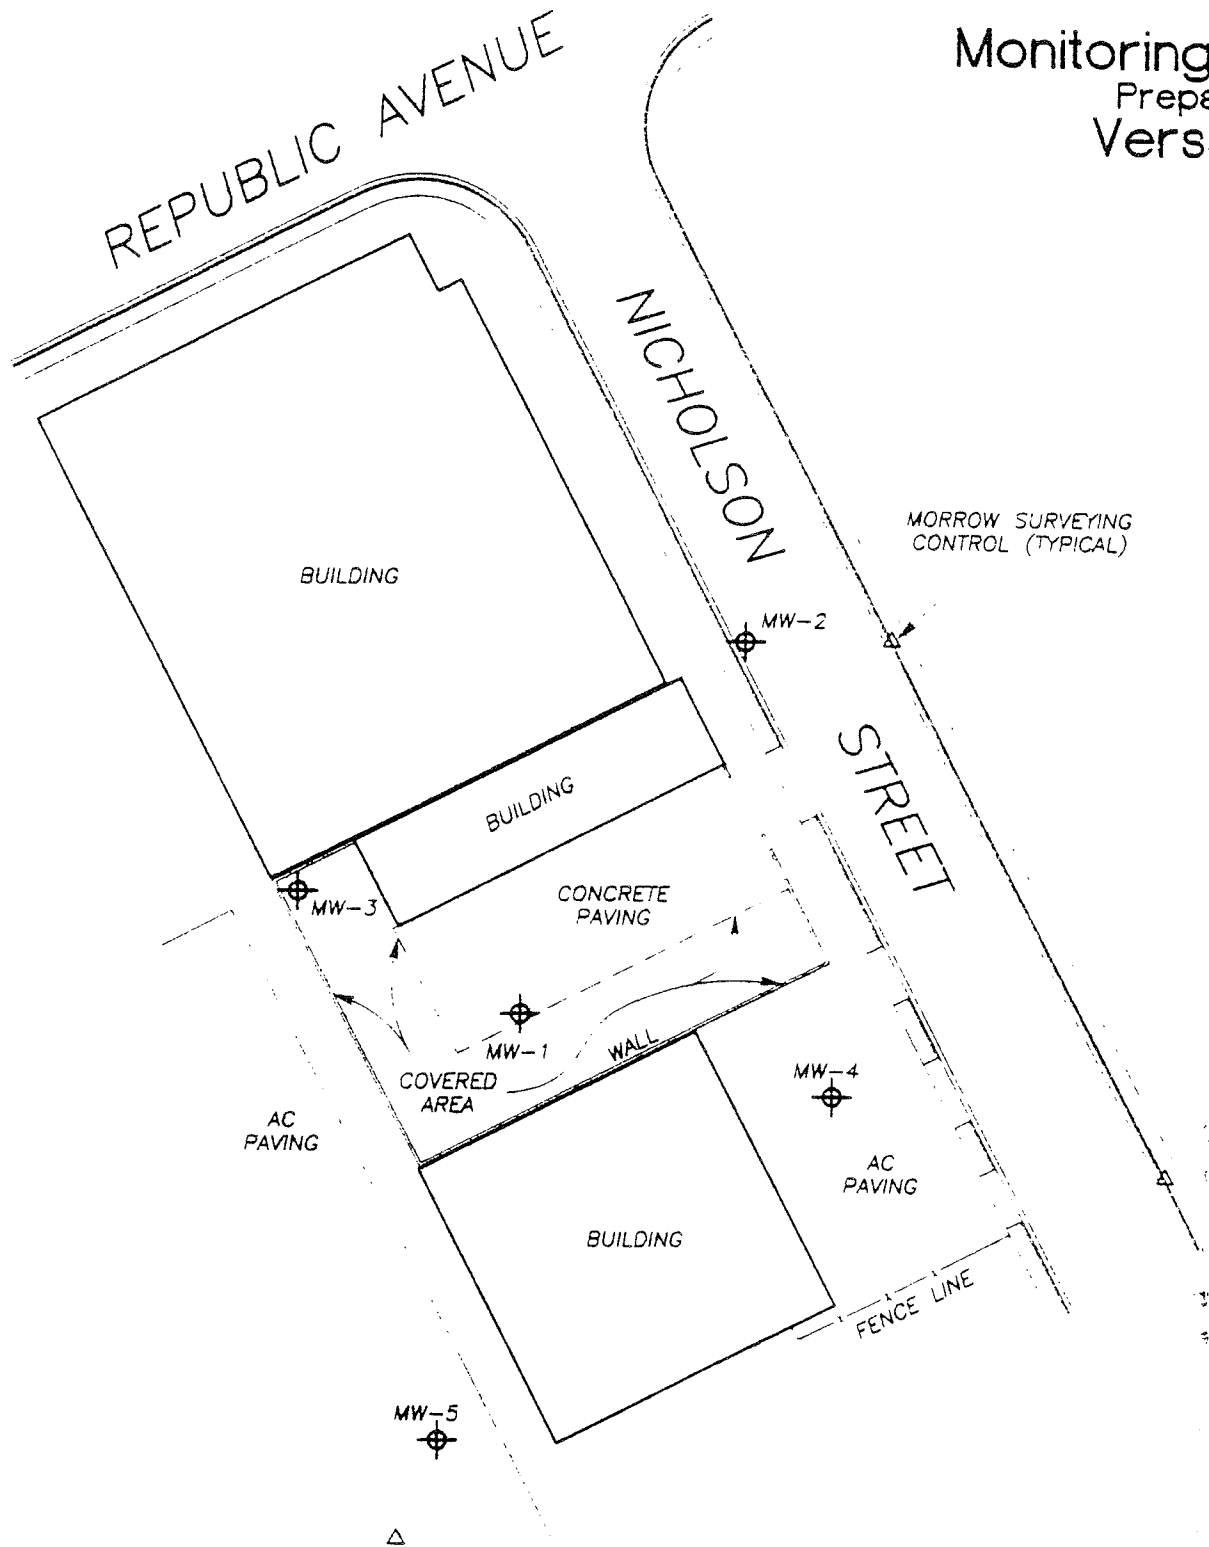 Monitoring
Prepa
Vers
REPUBLIC AVENUE
NICHOLSON
STREET
MORROW SURVEYING
CONTROL (TYPICAL)
BUILDING
MW-2
BUILDING
MW-3
CONCRETE
PAVING
MW-1
WALL
COVERED
AREA
MW-4
AC
PAVING
AC
PAVING
BUILDING
FENCE LINE
MW-5